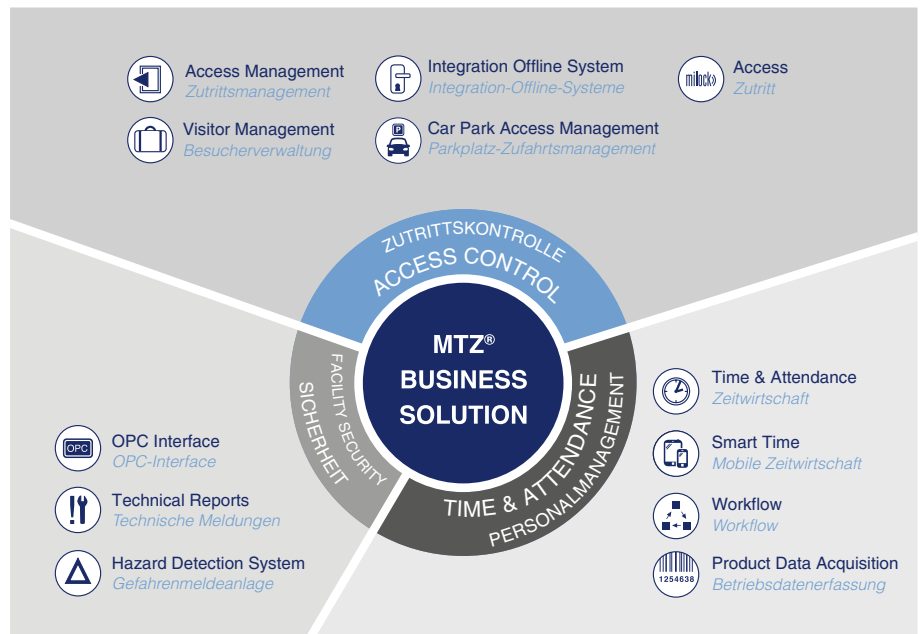 Access Management
Zutrittsmanagement
Integration Offline System
Integration-Offline-Systeme
milock
Access
Zutritt
Visitor Management
Besucherverwaltung
P
Car Park Access Management
Parkplatz-Zufahrtsmanagement
ZUTRITTSKONTROLLE
ACCESS CONTROL
MTZ®
BUSINESS
SOLUTION
FACILITY SECURITY
SICHERHEIT
TIME & ATTENDANCE
PERSONALMANAGEMENT
OPC
OPC Interface
OPC-Interface
Technical Reports
Technische Meldungen
Hazard Detection System
Gefahrenmeldeanlage
Time & Attendance
Zeitwirtschaft
Smart Time
Mobile Zeitwirtschaft
Workflow
Workflow
1254638
Product Data Acquisition
Betriebsdatenerfassung